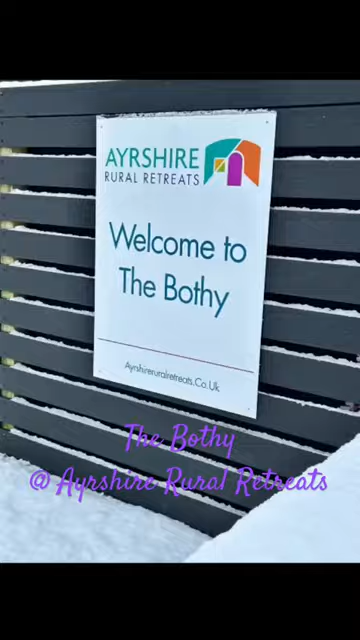 AYRSHIRE
RURAL RETREATS
Welcome to
The Bothy
Ayrshireruralretreats.Co.Uk
The Bothy
@ Ayrshire Rural Retreats